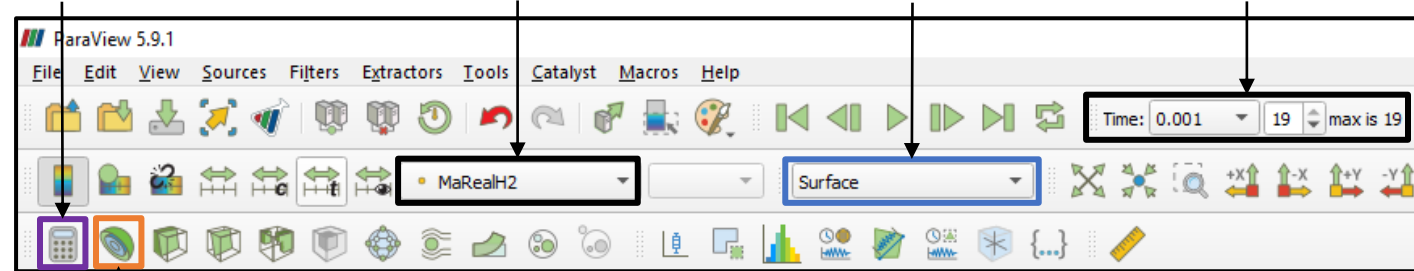 ParaView 5.9.1
File Edit View Sources Filters Extractors Tools Catalyst Macros Help
Time: 0.001 19 max is 19
c t MaRealH2 Surface +X -X +Y -Y
{...}